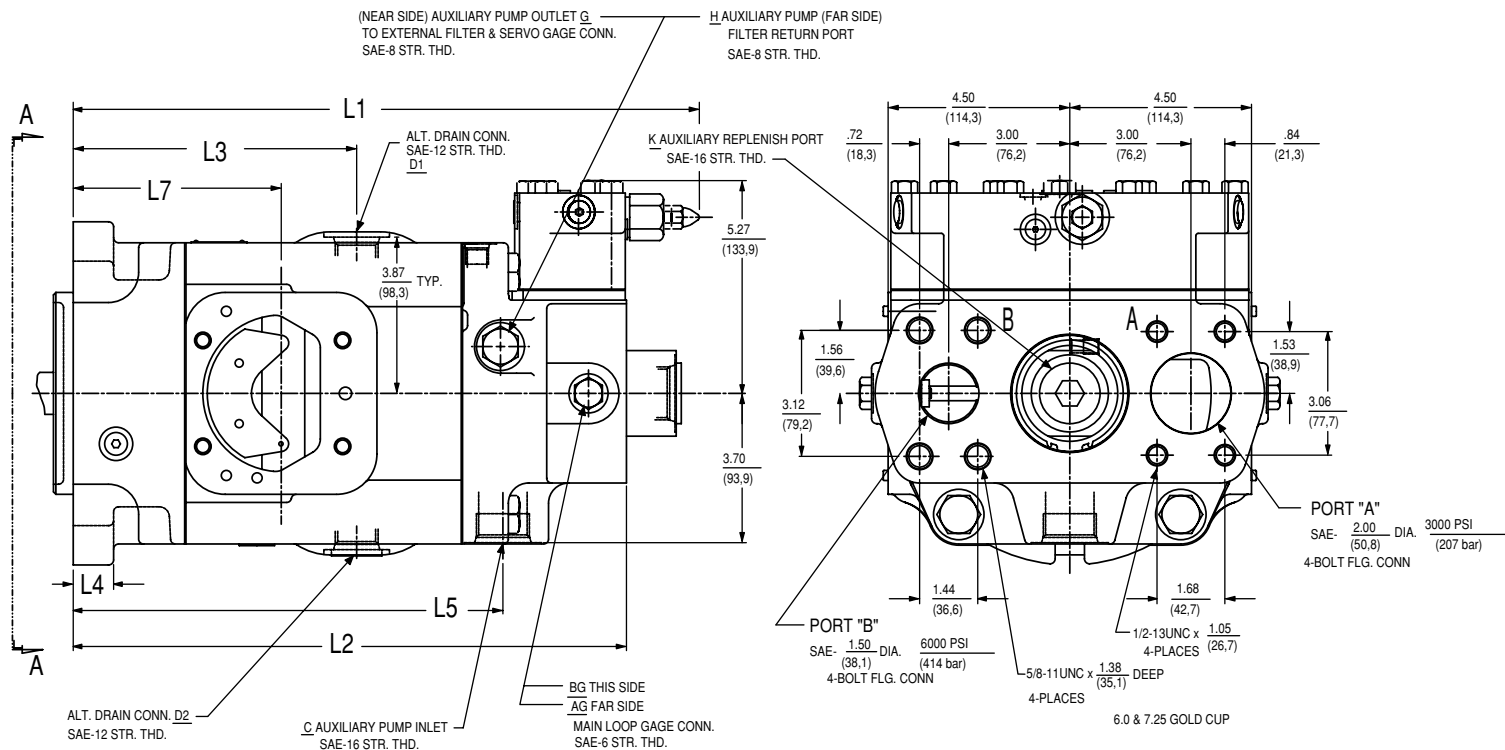 (NEAR SIDE) AUXILIARY PUMP OUTLET G
TO EXTERNAL FILTER & SERVO GAGE CONN.
SAE-8 STR. THD.
H AUXILIARY PUMP (FAR SIDE)
FILTER RETURN PORT
SAE-8 STR. THD.
A
L1
L3
L7
ALT. DRAIN CONN.
SAE-12 STR. THD.
D1
K AUXILIARY REPLENISH PORT
SAE-16 STR. THD.
4.50
(114,3)
4.50
(114,3)
.72
(18,3)
3.00
(76,2)
3.00
(76,2)
.84
(21,3)
5.27
(133,9)
3.87
(98,3)
TYP.
B
A
1.56
(39,6)
1.53
(38,9)
3.12
(79,2)
3.06
(77,7)
3.70
(93,9)
L4
L5
L2
A
PORT "A"
SAE- 2.00
(50,8)
DIA. 3000 PSI
(207 bar)
4-BOLT FLG. CONN
1.44
(36,6)
1.68
(42,7)
PORT "B"
SAE- 1.50
(38,1)
DIA. 6000 PSI
(414 bar)
4-BOLT FLG. CONN
1/2-13UNC x 1.05
(26,7)
4-PLACES
5/8-11UNC x 1.38
(35,1)
DEEP
4-PLACES
6.0 & 7.25 GOLD CUP
BG THIS SIDE
AG FAR SIDE
MAIN LOOP GAGE CONN.
SAE-6 STR. THD.
ALT. DRAIN CONN. D2
SAE-12 STR. THD.
C AUXILIARY PUMP INLET
SAE-16 STR. THD.